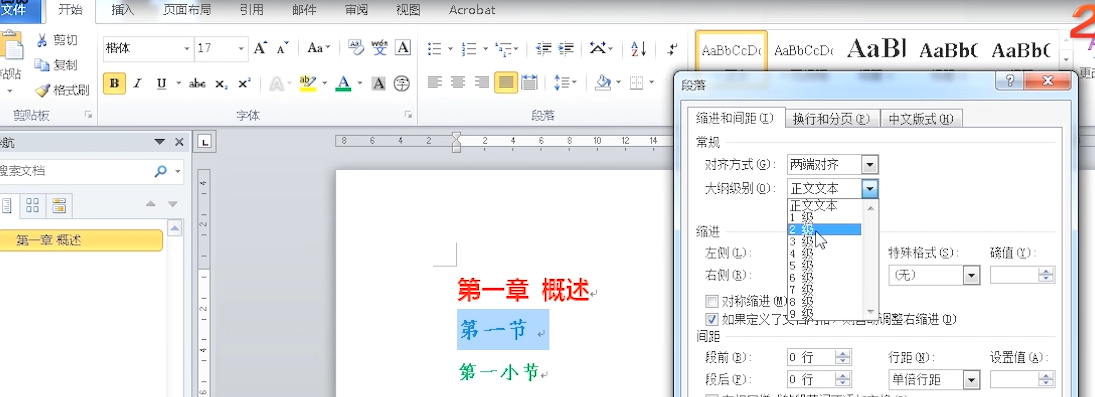 文件 开始 插入 页面布局 引用 邮件 审阅 视图 Acrobat
剪切
复制
粘贴
格式刷
楷体 17
B I U abc x₂ x² A ab A A 字
Aa wén A
AaBbCcD AaBbCcD AaBl AaBbC AaBbC
剪贴板 字体 段落
更改
段落
缩进和间距(I) 换行和分页(P) 中文版式(H)
常规
对齐方式(G): 两端对齐
大纲级别(O): 正文文本
正文文本
1 级
2 级
3 级
4 级
5 级
6 级
7 级
8 级
9 级
缩进
左侧(L): 特殊格式(S): 磅值(Y):
右侧(R): (无)
对称缩进(M)
如果定义了文档网格,则自动调整右缩进(D)
间距
段前(B): 0 行 行距(N): 设置值(A):
段后(F): 0 行 单倍行距
搜索文档
第一章 概述
8 6 4 2 2 4 6 8 10 12 14
第一章 概述
第一节
第一小节